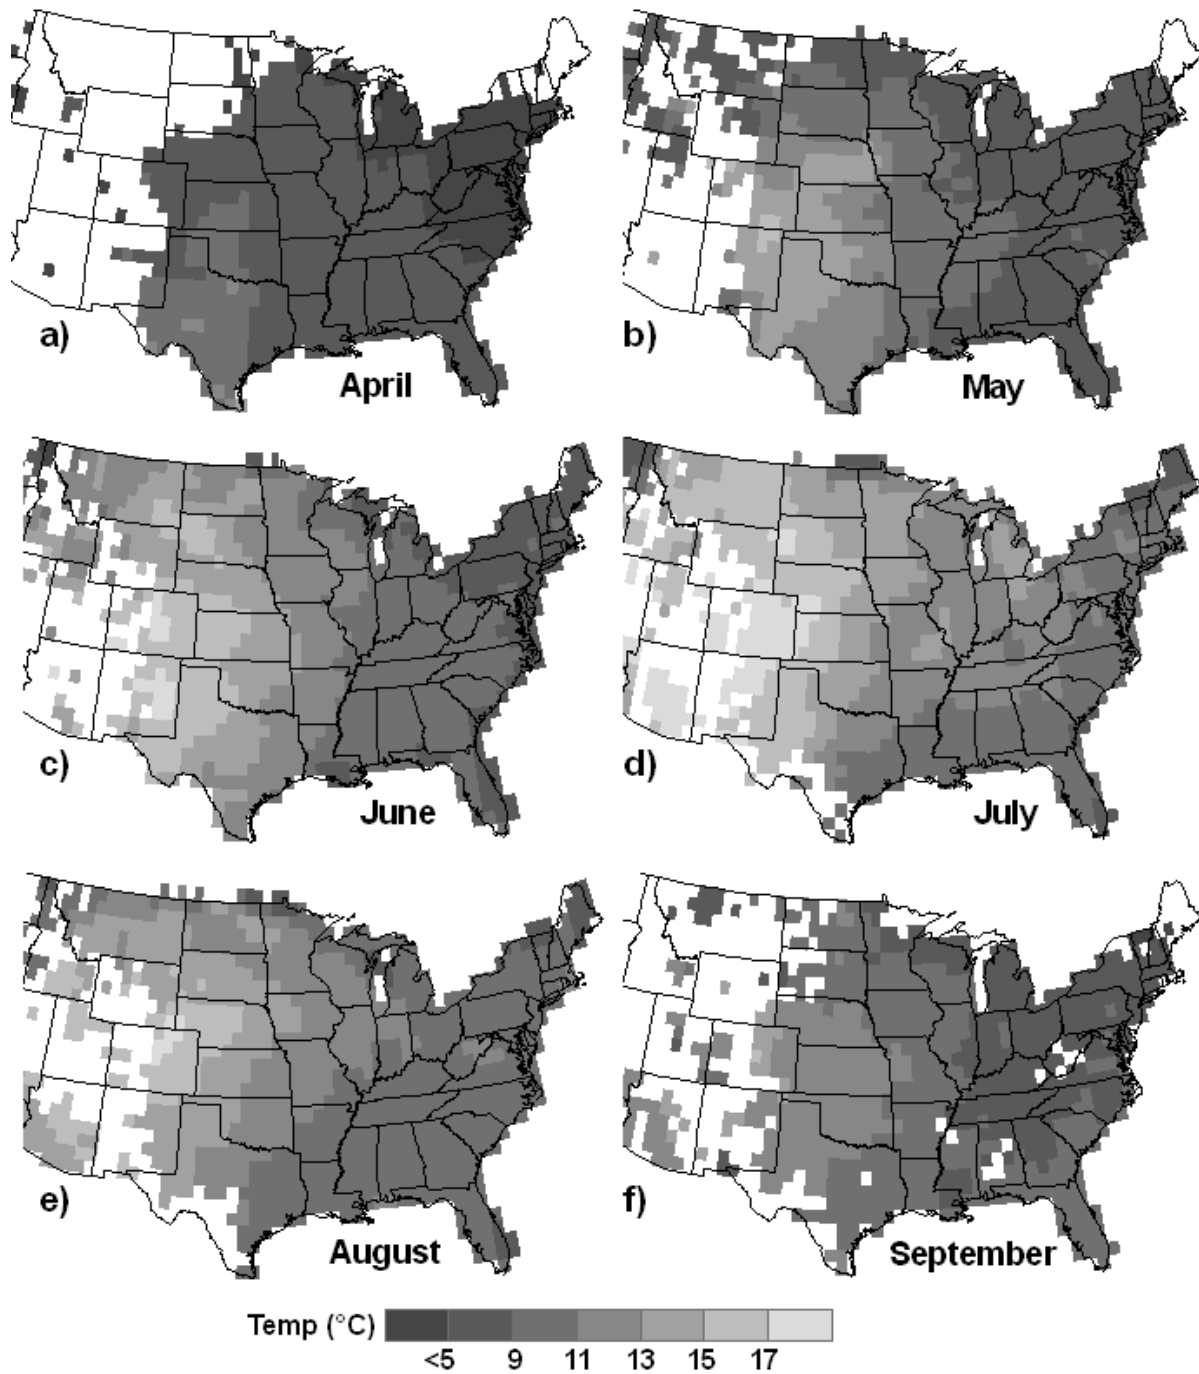 a)
April
b)
May
c)
June
d)
July
e)
August
f)
September
Temp (°C)
<5 9 11 13 15 17